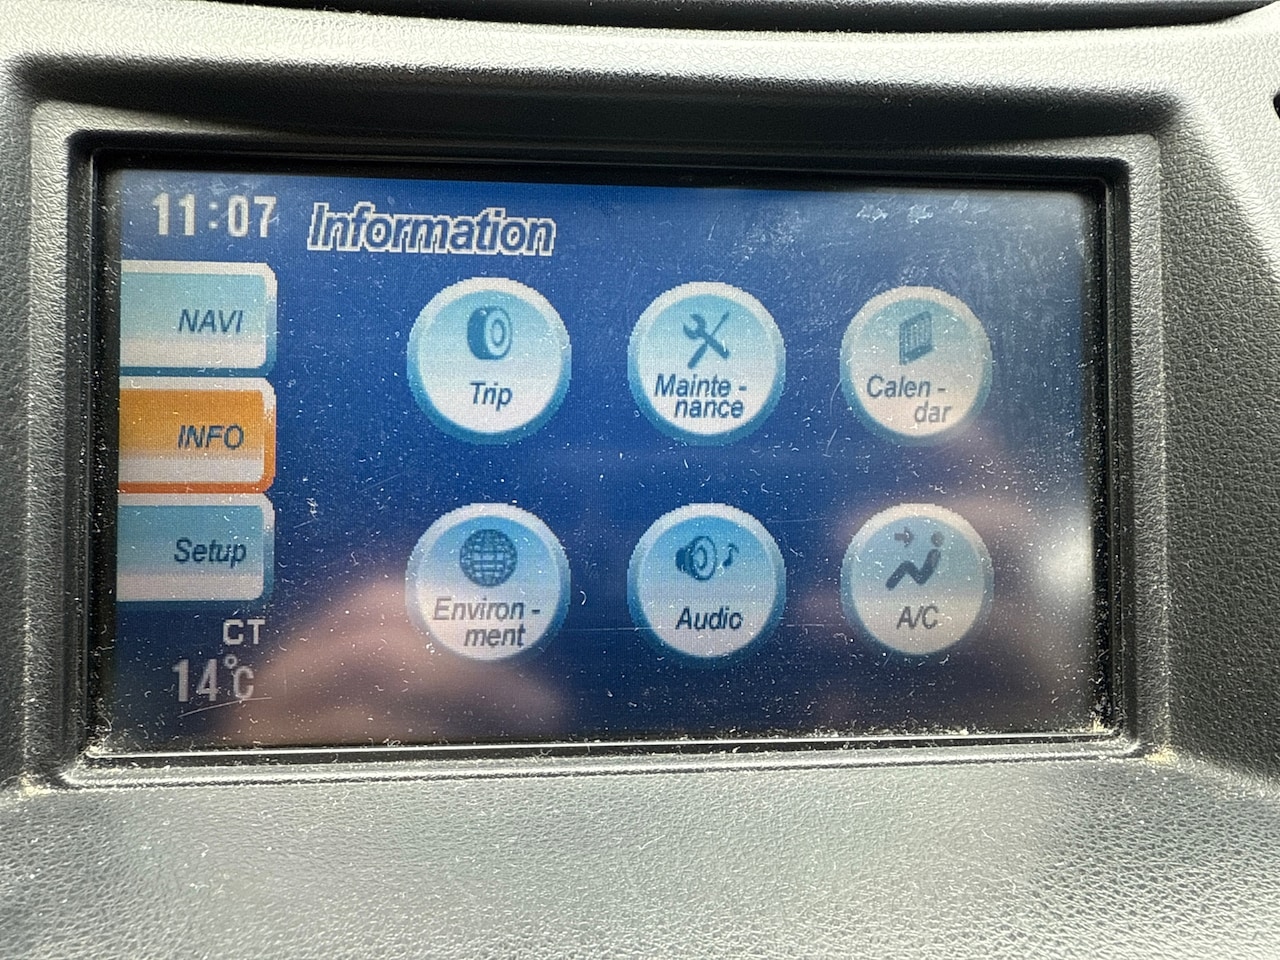 11:07 Information
NAVI
INFO
Setup
Trip
Mainte-
nance
Calen-
dar
Environ-
ment
Audio
A/C
CT
14°C